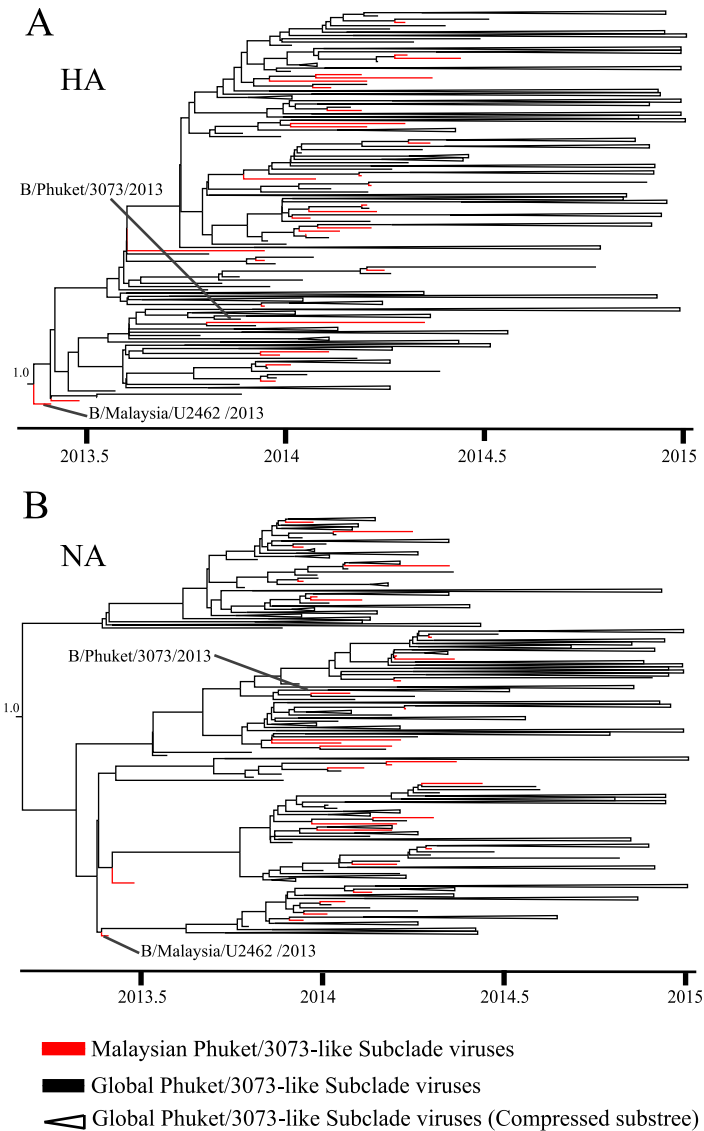 A
HA
B/Phuket/3073/2013
1.0
B/Malaysia/U2462 /2013
2013.5 2014 2014.5 2015
B
NA
B/Phuket/3073/2013
1.0
B/Malaysia/U2462 /2013
2013.5 2014 2014.5 2015
Malaysian Phuket/3073-like Subclade viruses
Global Phuket/3073-like Subclade viruses
Global Phuket/3073-like Subclade viruses (Compressed substree)